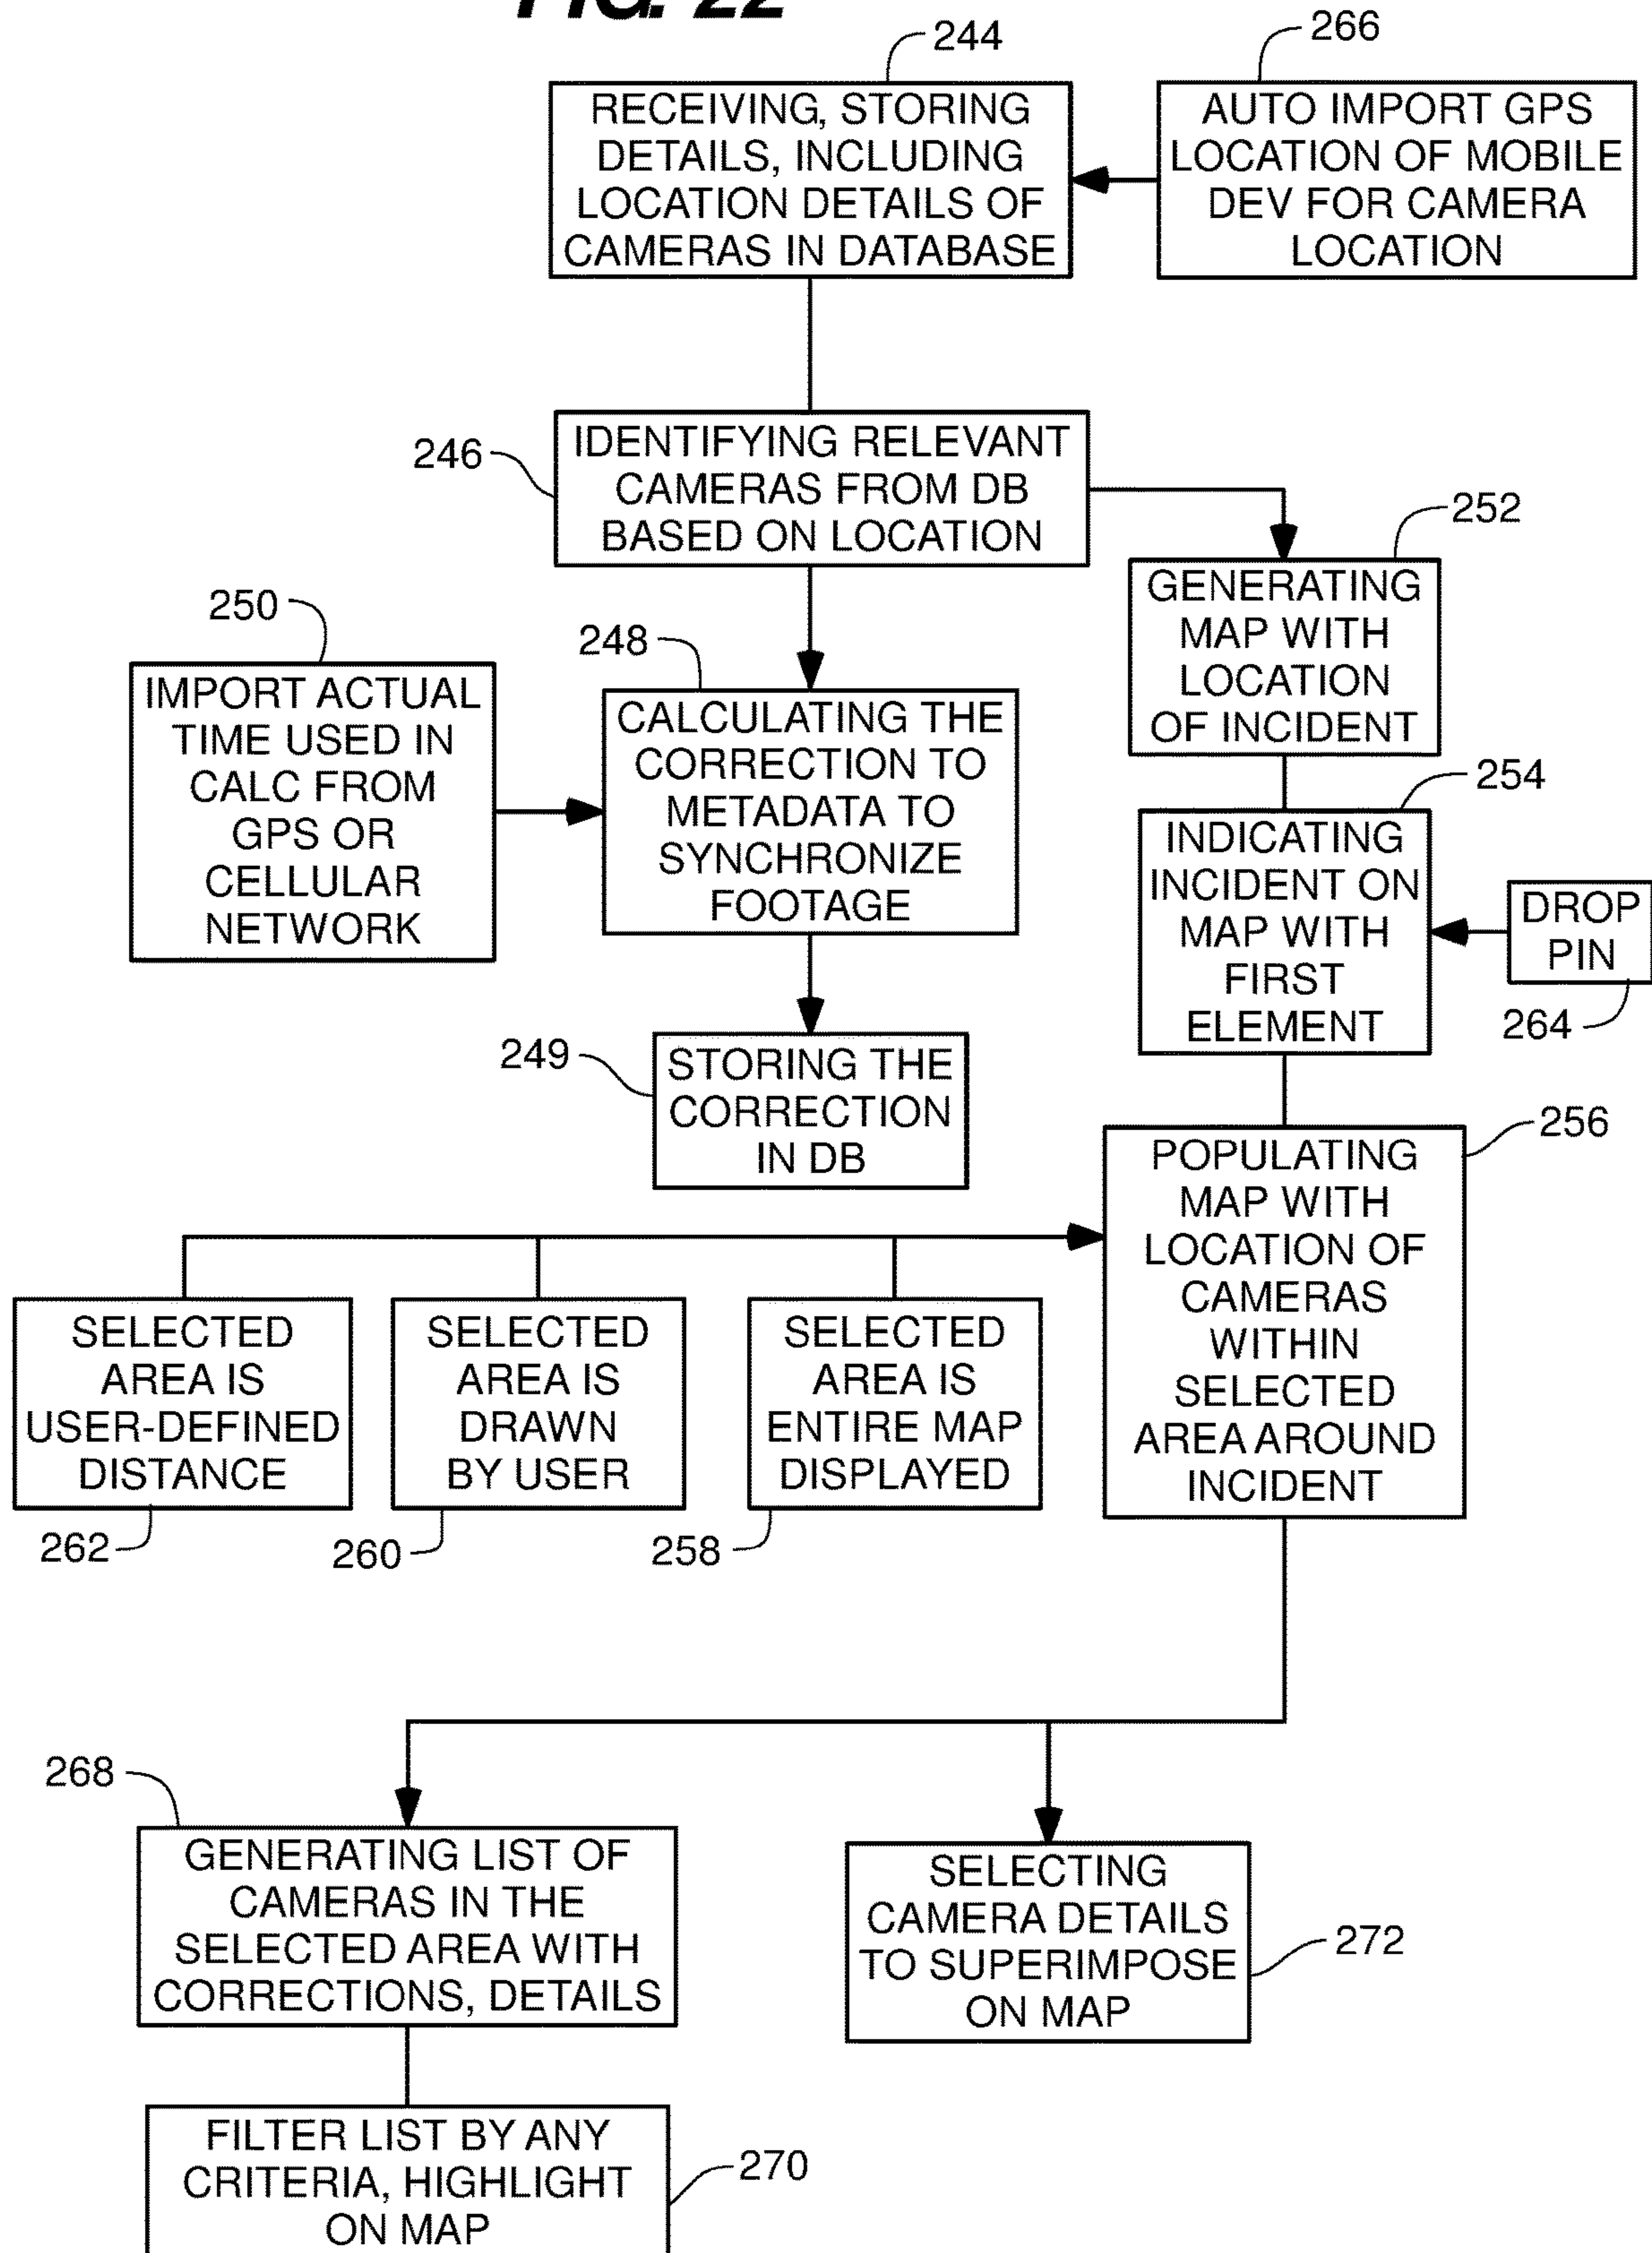 FIG. 22
244
266
RECEIVING, STORING
DETAILS, INCLUDING
LOCATION DETAILS OF
CAMERAS IN DATABASE
AUTO IMPORT GPS
LOCATION OF MOBILE
DEV FOR CAMERA
LOCATION
246
IDENTIFYING RELEVANT
CAMERAS FROM DB
BASED ON LOCATION
252
GENERATING
MAP WITH
LOCATION
OF INCIDENT
250
IMPORT ACTUAL
TIME USED IN
CALC FROM
GPS OR
CELLULAR
NETWORK
248
CALCULATING THE
CORRECTION TO
METADATA TO
SYNCHRONIZE
FOOTAGE
254
INDICATING
INCIDENT ON
MAP WITH
FIRST
ELEMENT
DROP
PIN
264
249
STORING THE
CORRECTION
IN DB
256
POPULATING
MAP WITH
LOCATION OF
CAMERAS
WITHIN
SELECTED
AREA AROUND
INCIDENT
SELECTED
AREA IS
USER-DEFINED
DISTANCE
262
SELECTED
AREA IS
DRAWN
BY USER
260
SELECTED
AREA IS
ENTIRE MAP
DISPLAYED
258
268
GENERATING LIST OF
CAMERAS IN THE
SELECTED AREA WITH
CORRECTIONS, DETAILS
SELECTING
CAMERA DETAILS
TO SUPERIMPOSE
ON MAP
272
FILTER LIST BY ANY
CRITERIA, HIGHLIGHT
ON MAP
270